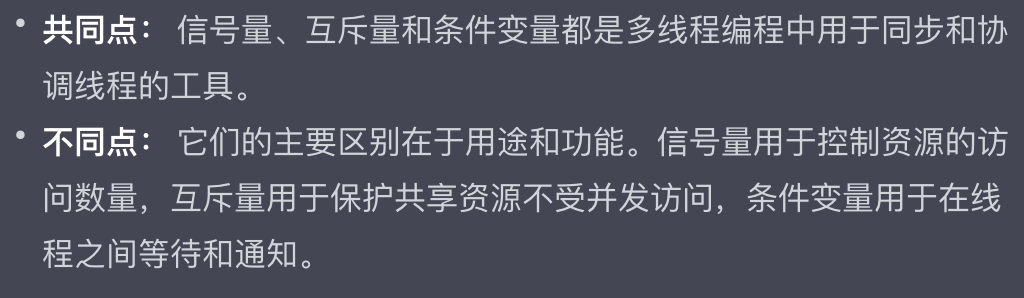 • 共同点： 信号量、互斥量和条件变量都是多线程编程中用于同步和协
调线程的工具。
• 不同点： 它们的主要区别在于用途和功能。信号量用于控制资源的访
问数量，互斥量用于保护共享资源不受并发访问，条件变量用于在线
程之间等待和通知。